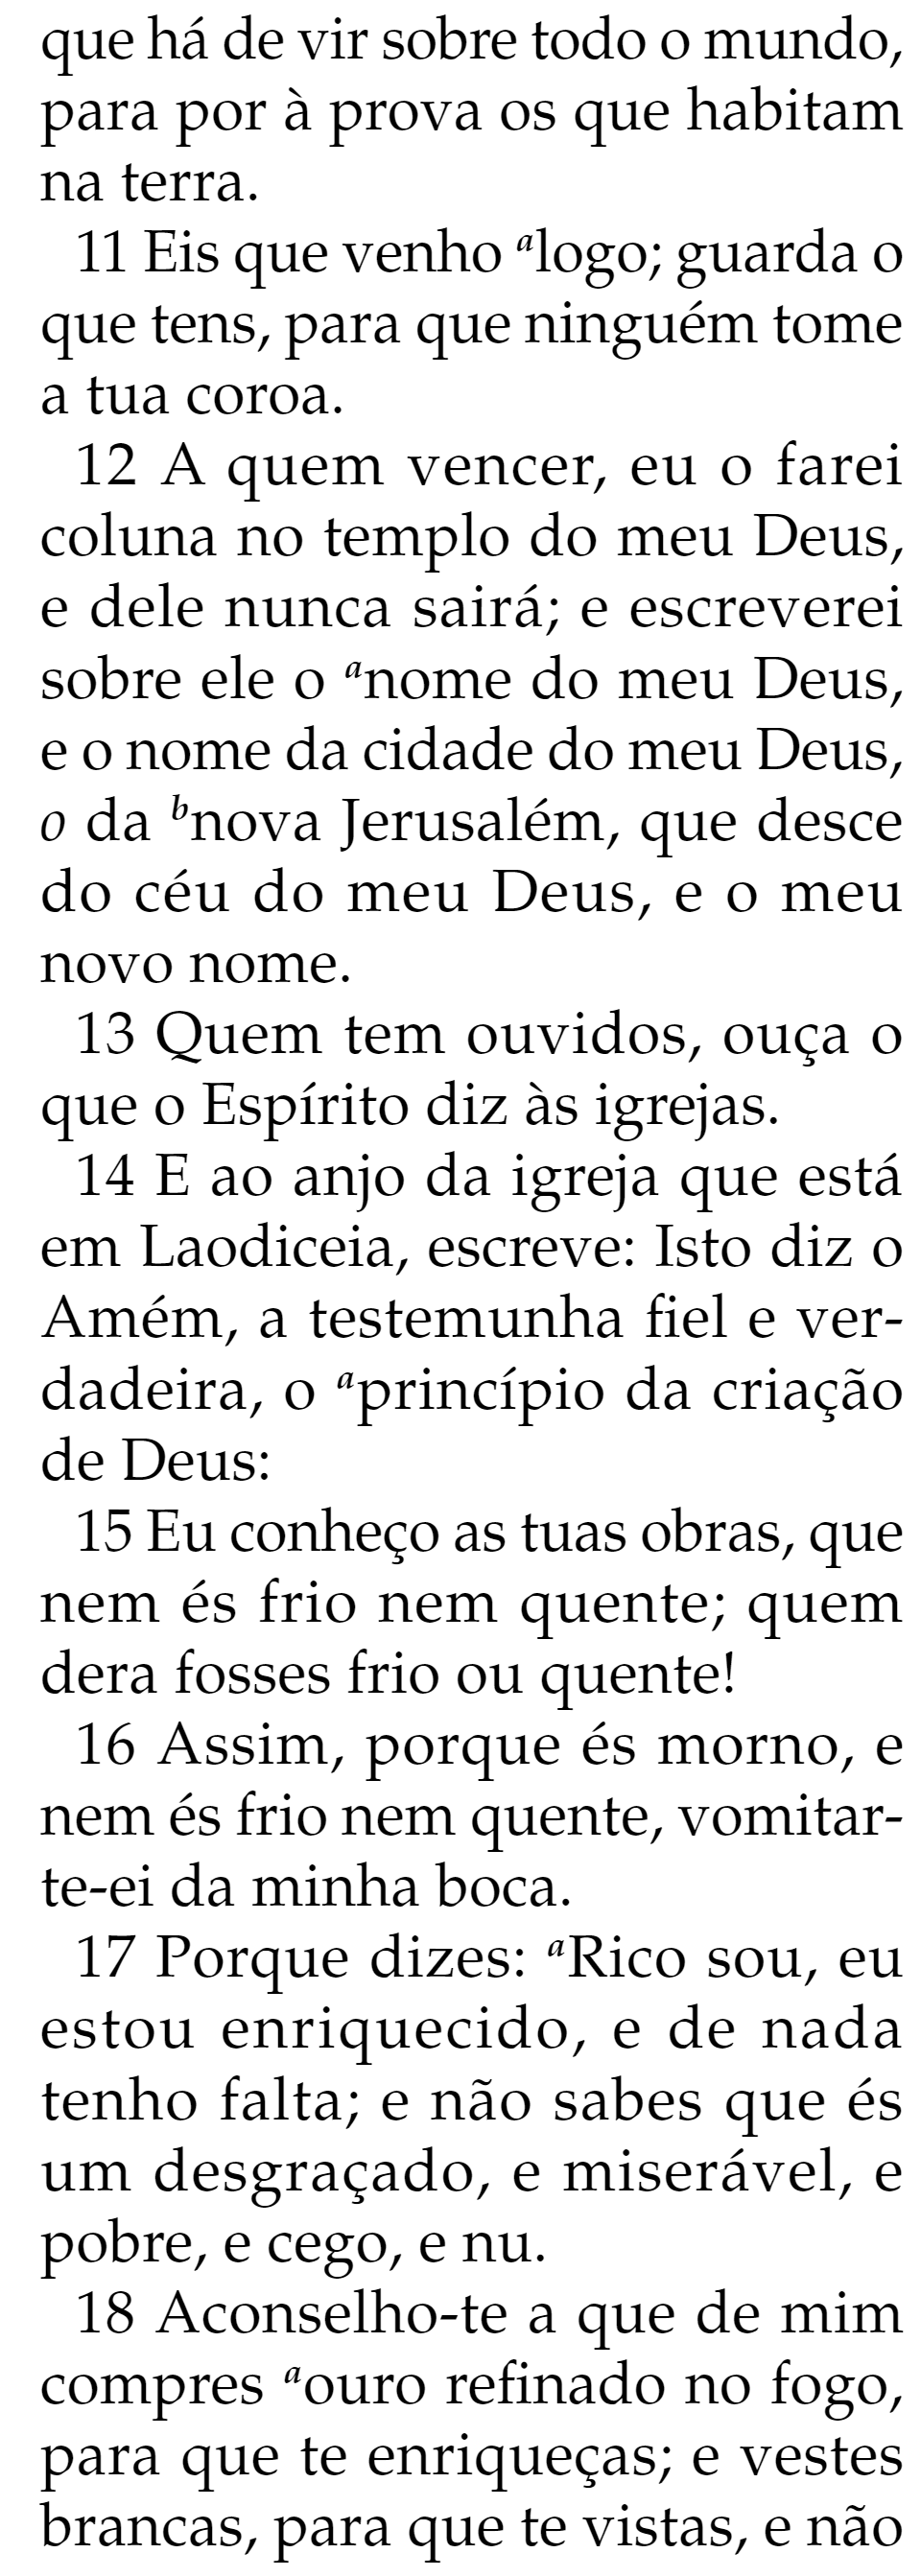 que há de vir sobre todo o mundo,
para por à prova os que habitam
na terra.
11 Eis que venho ᵃlogo; guarda o
que tens, para que ninguém tome
a tua coroa.
12 A quem vencer, eu o farei
coluna no templo do meu Deus,
e dele nunca sairá; e escreverei
sobre ele o ᵃnome do meu Deus,
e o nome da cidade do meu Deus,
o da ᵇnova Jerusalém, que desce
do céu do meu Deus, e o meu
novo nome.
13 Quem tem ouvidos, ouça o
que o Espírito diz às igrejas.
14 E ao anjo da igreja que está
em Laodiceia, escreve: Isto diz o
Amém, a testemunha fiel e ver-
dadeira, o ᵃprincípio da criação
de Deus:
15 Eu conheço as tuas obras, que
nem és frio nem quente; quem
dera fosses frio ou quente!
16 Assim, porque és morno, e
nem és frio nem quente, vomitar-
te-ei da minha boca.
17 Porque dizes: ᵃRico sou, eu
estou enriquecido, e de nada
tenho falta; e não sabes que és
um desgraçado, e miserável, e
pobre, e cego, e nu.
18 Aconselho-te a que de mim
compres ᵃouro refinado no fogo,
para que te enriqueças; e vestes
brancas, para que te vistas, e não